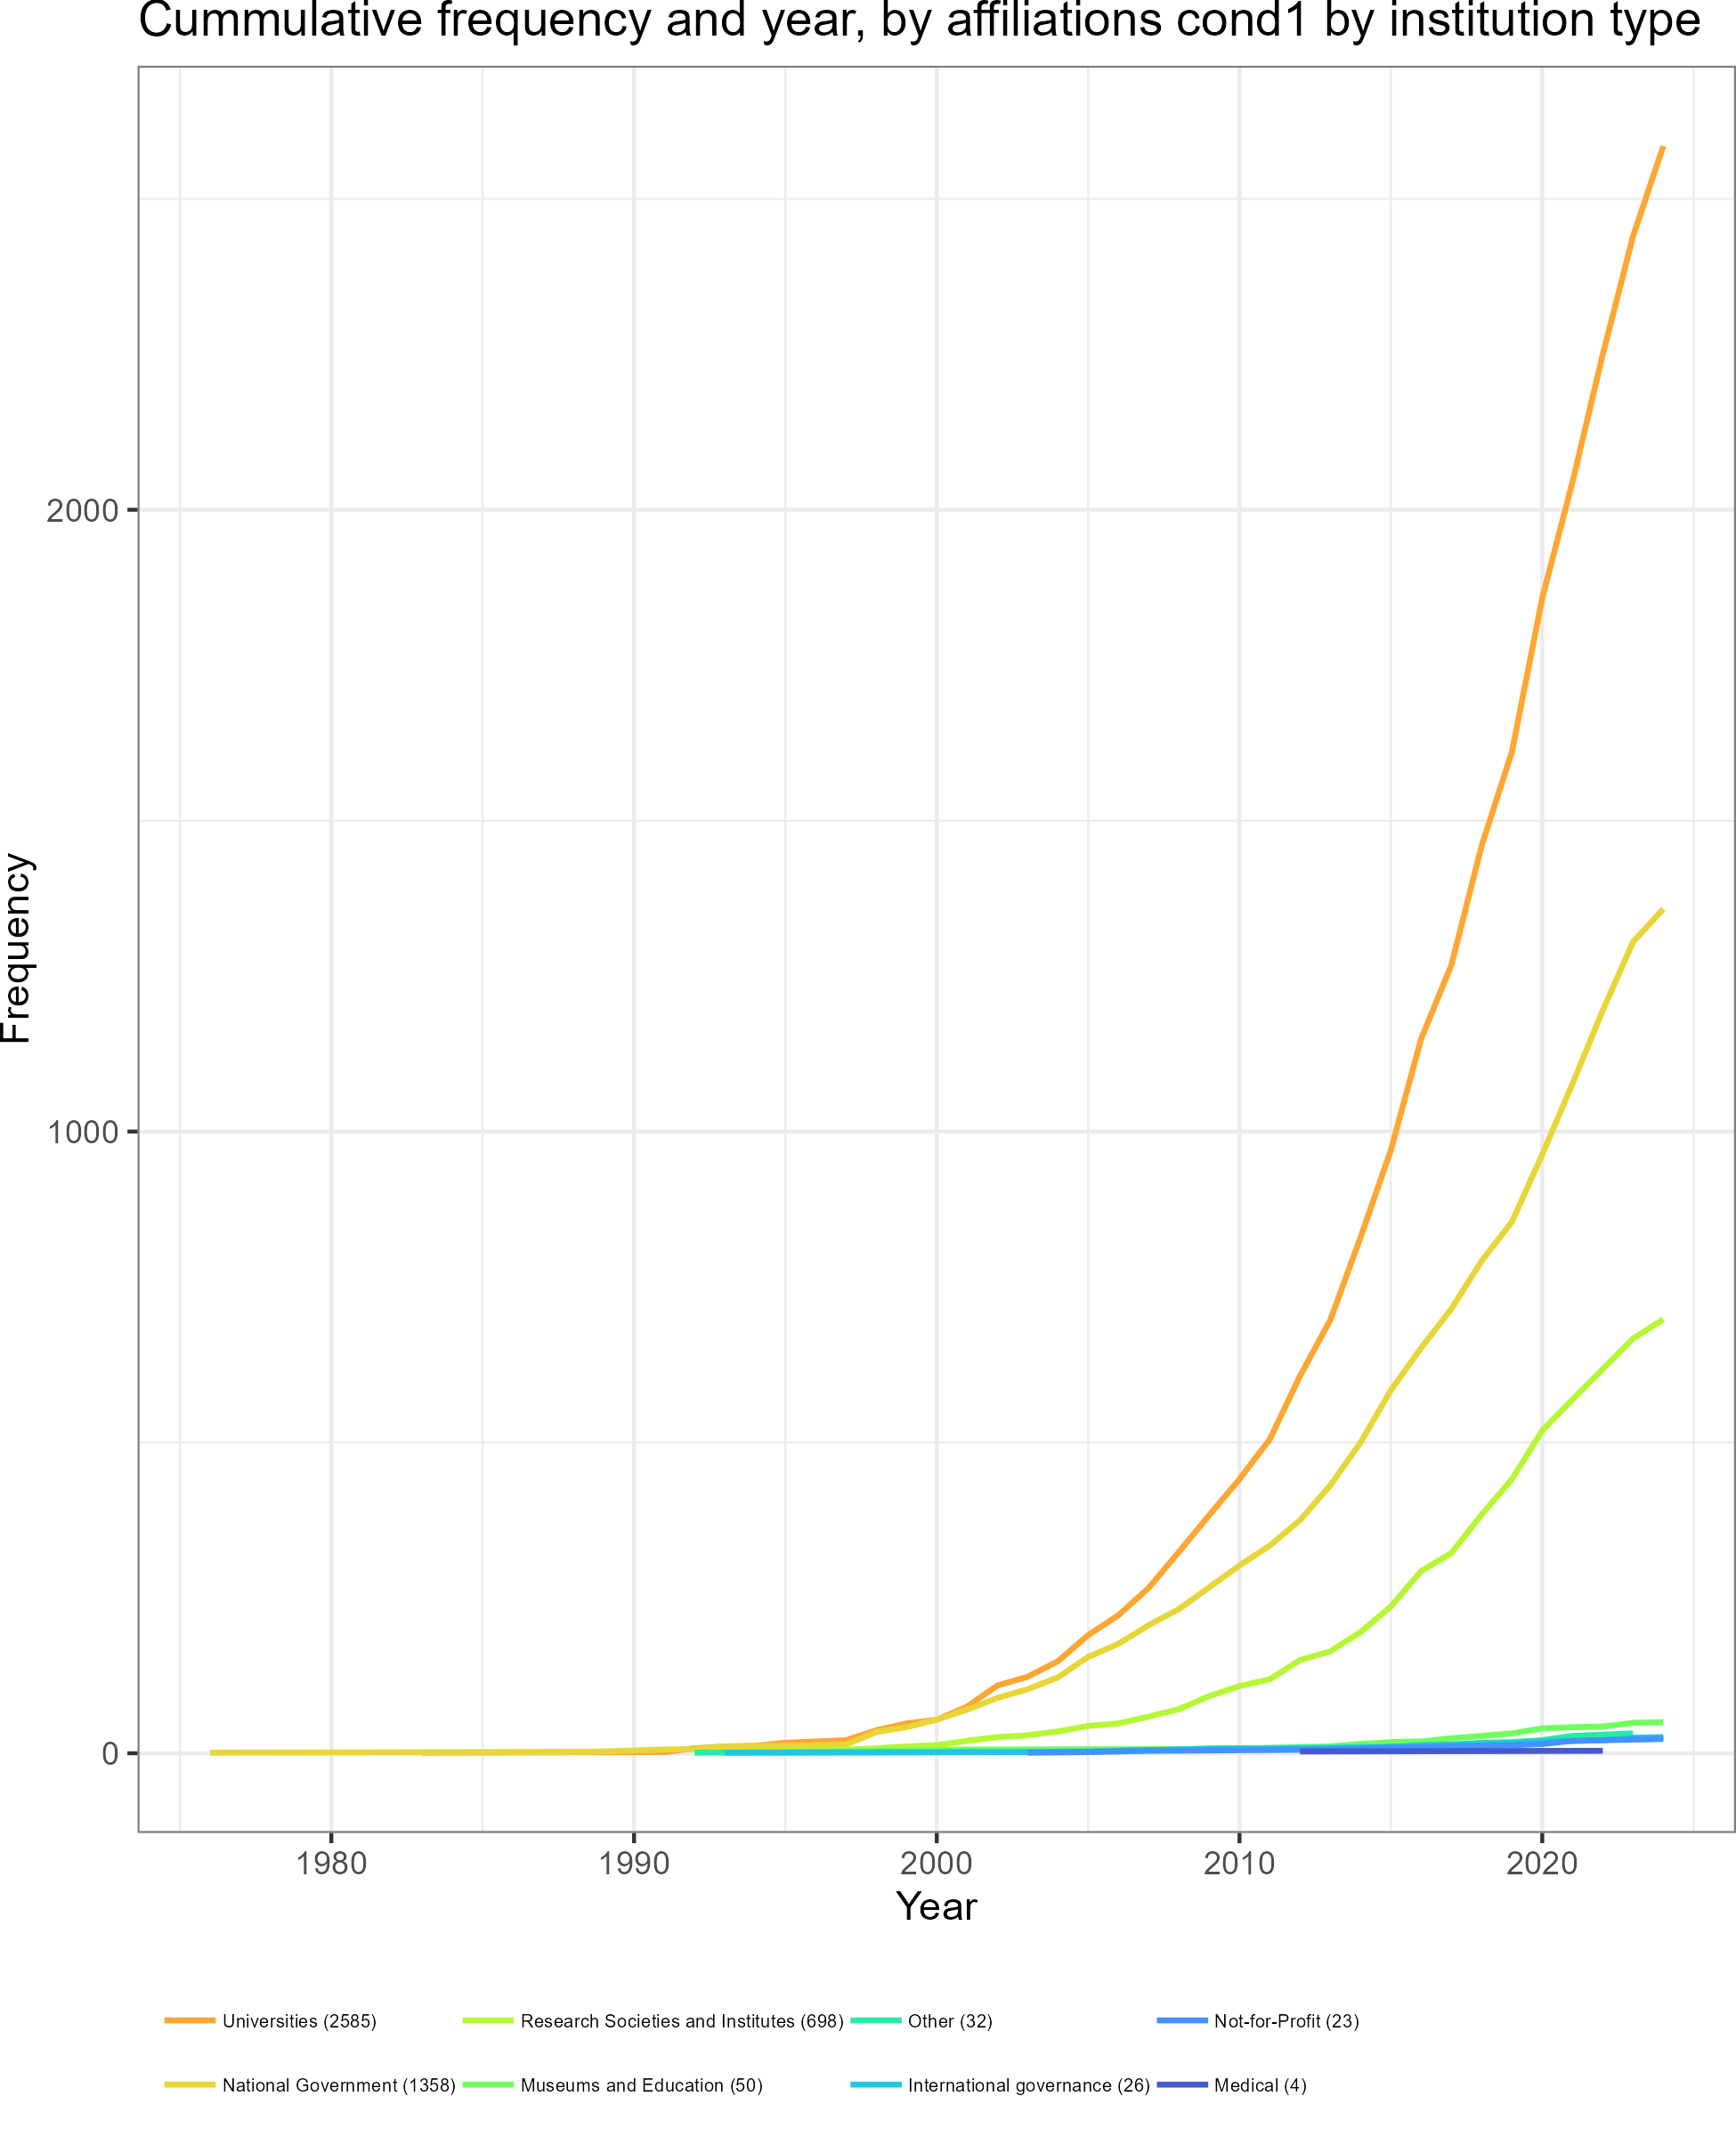 Cummulative frequency and year, by affiliations cond1 by institution type
Frequency
2000
1000
0
1980 1990 2000 2010 2020
Year
Universities (2585) Research Societies and Institutes (698) Other (32) Not-for-Profit (23)
National Government (1358) Museums and Education (50) International governance (26) Medical (4)